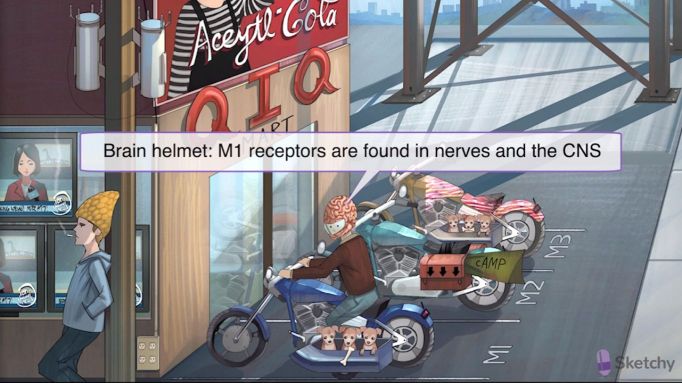 Aceytl-Cola
QIQ
MART
Brain helmet: M1 receptors are found in nerves and the CNS
cAMP
M3
M2
M1
Sketchy